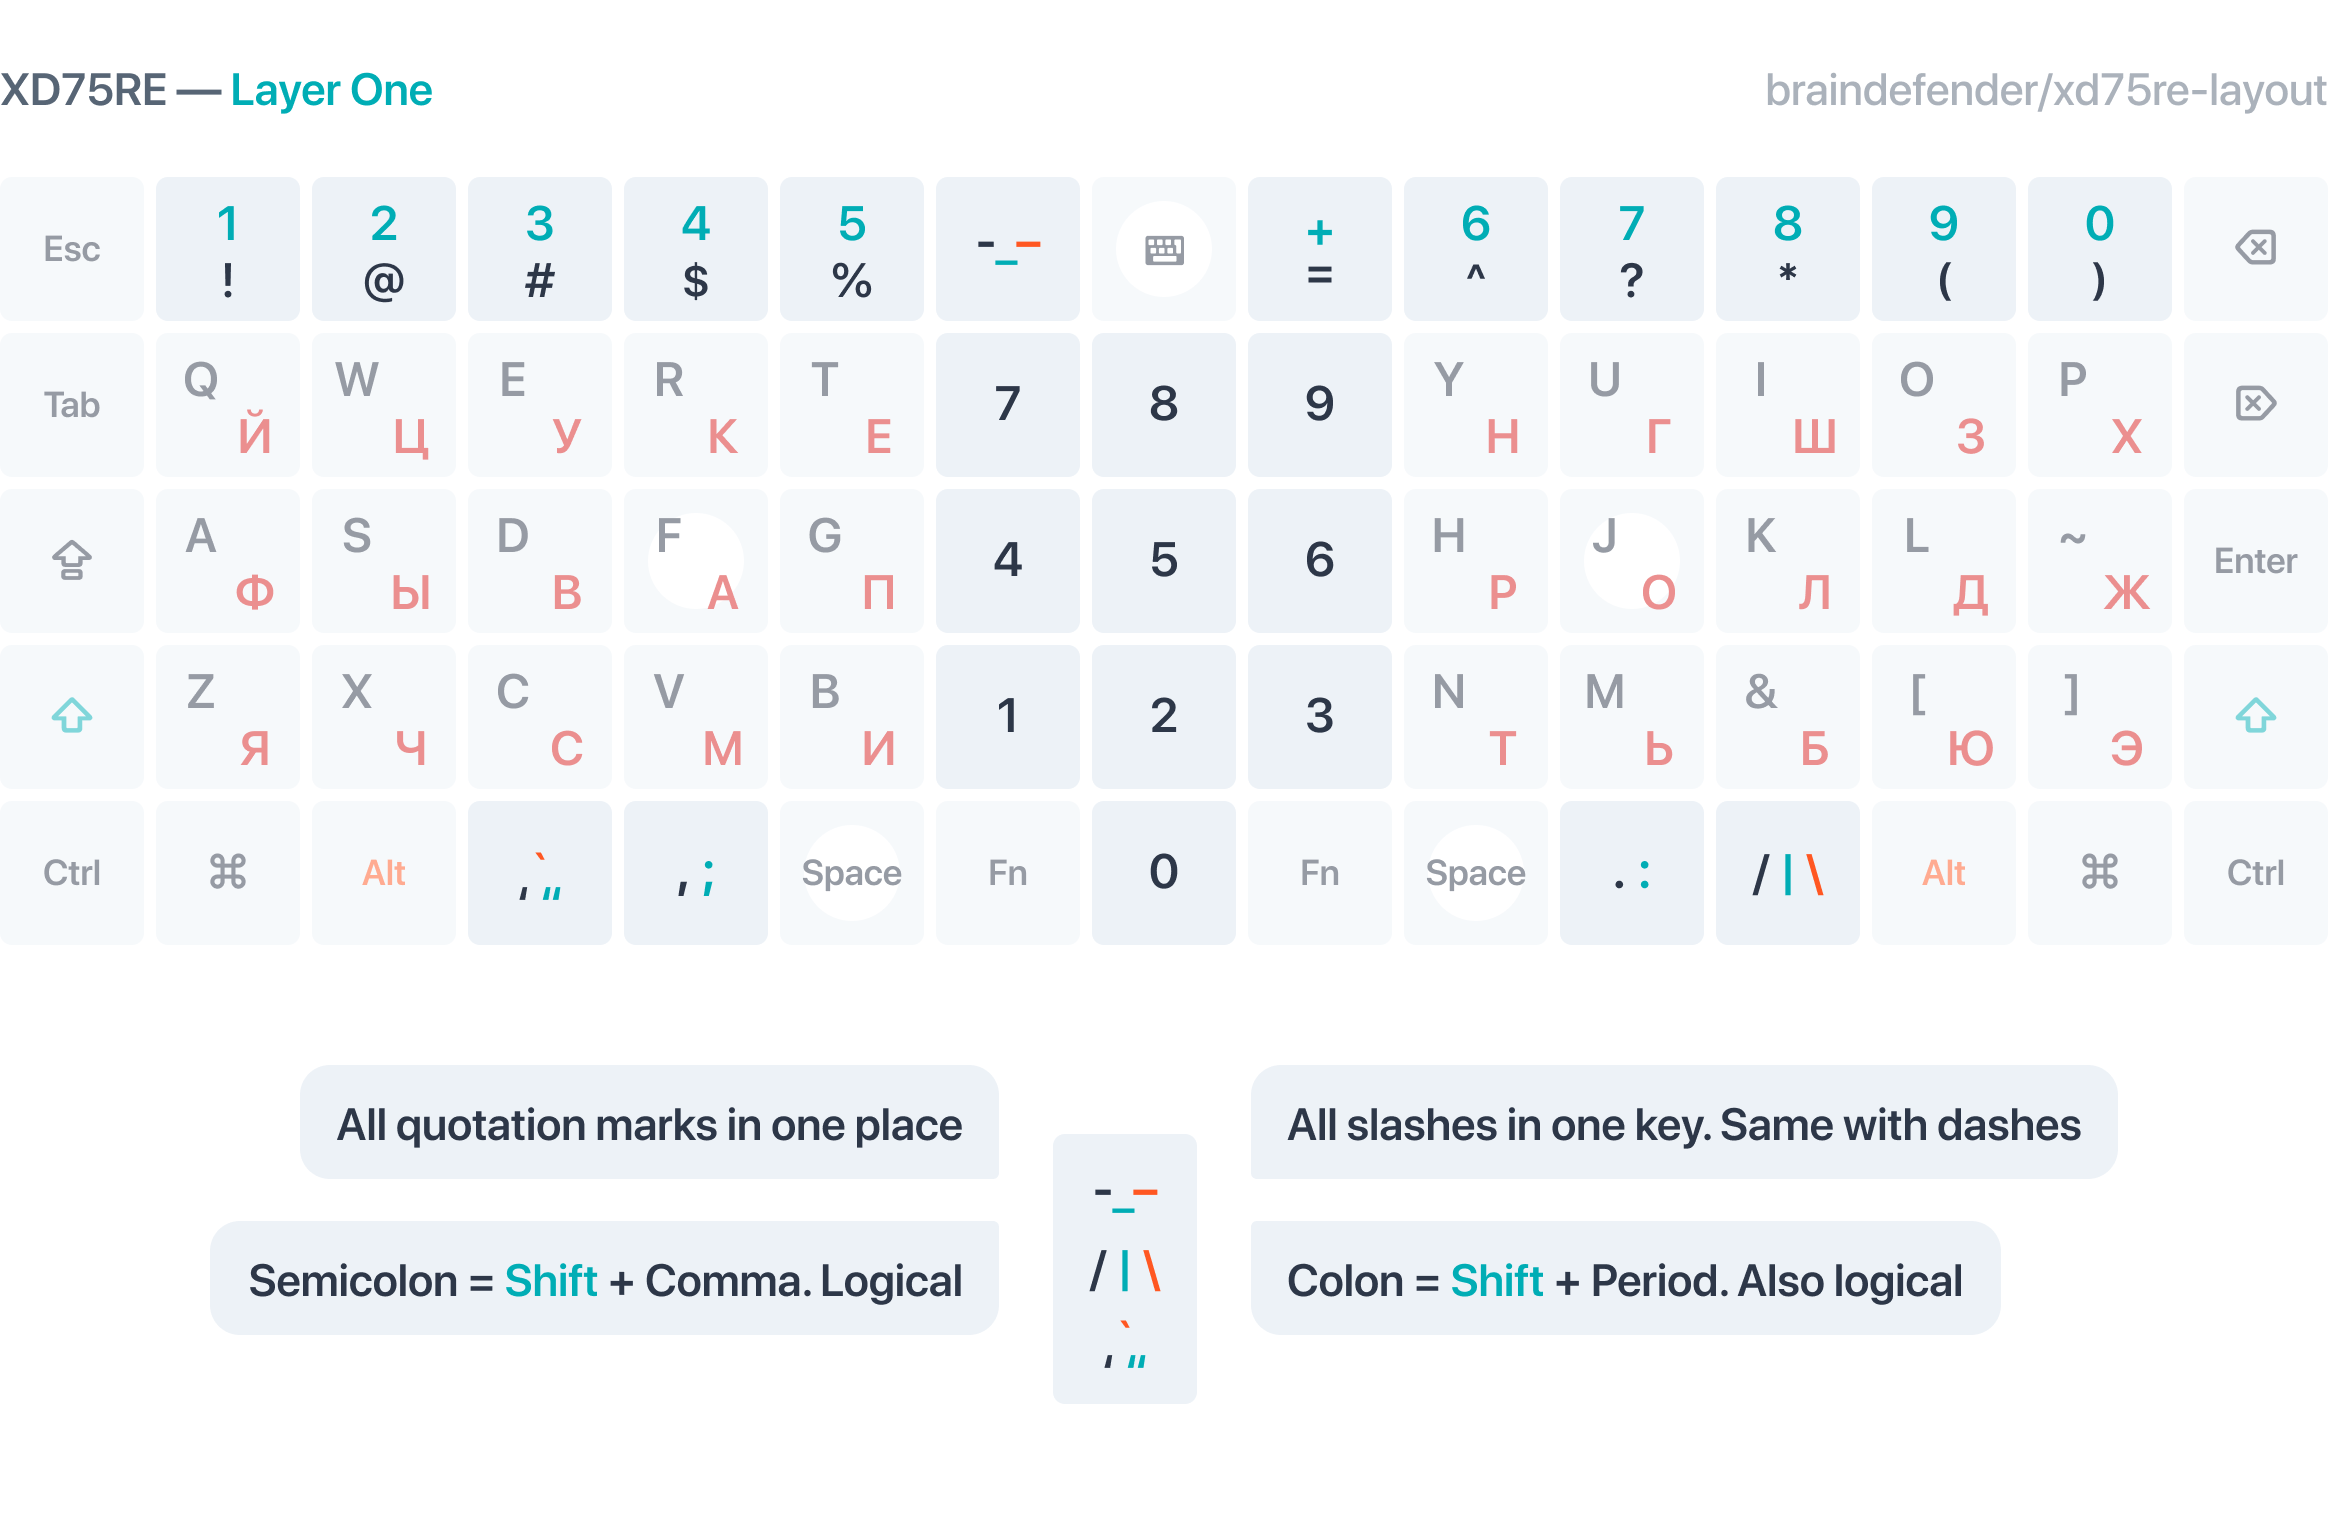 XD75RE — Layer One
braindefender/xd75re-layout
Esc 1 2 3 4 5 -_– + 6 7 8 9 0
! @ # $ % = ^ ? * ( )
Tab Q W E R T 7 8 9 Y U I O P
Й Ц У К Е Н Г Ш З Х
A S D F G 4 5 6 H J K L ~ Enter
Ф Ы В А П Р О Л Д Ж
Z X C V B 1 2 3 N M & [ ]
Я Ч С М И Т Ь Б Ю Э
Ctrl ⌘ Alt ' ` " , ; Space Fn 0 Fn Space . : / | \ Alt ⌘ Ctrl
All quotation marks in one place
All slashes in one key. Same with dashes
-_–
Semicolon = Shift + Comma. Logical
/ | \
Colon = Shift + Period. Also logical
' ` "